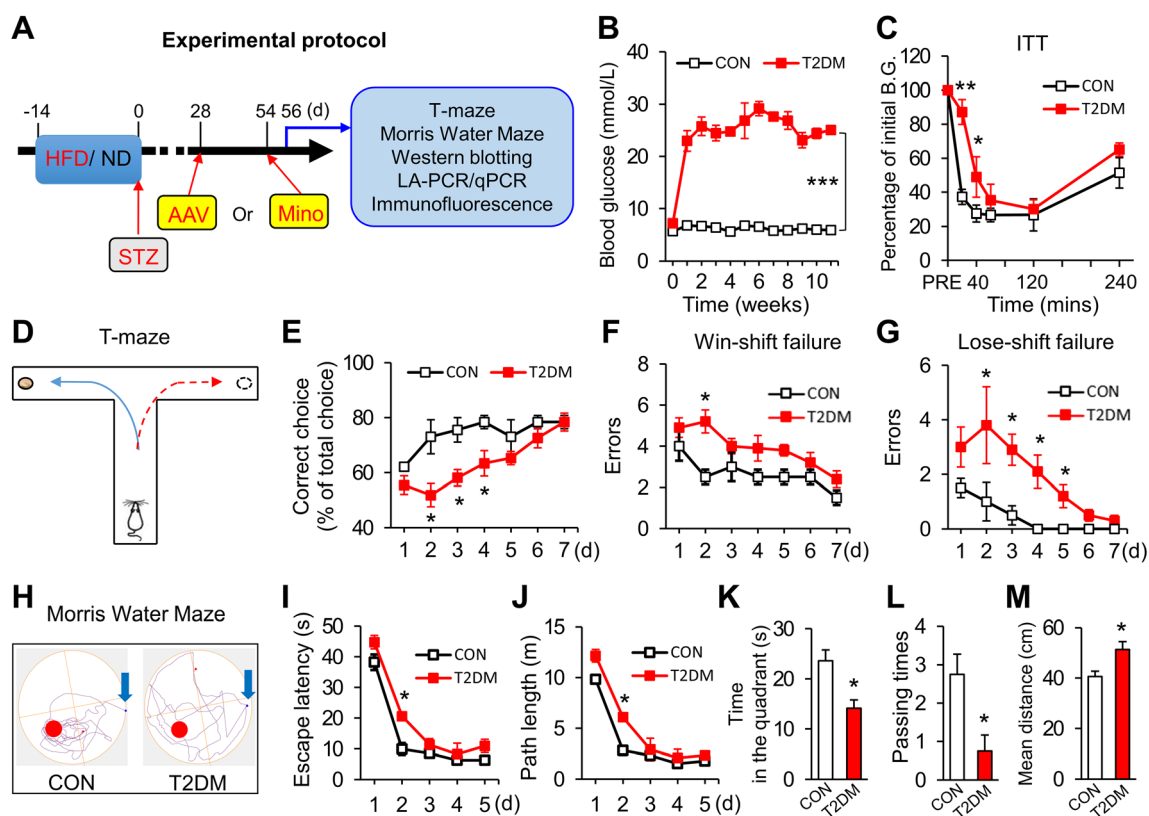 A
Experimental protocol
-14
0
28
54
56 (d)
HFD/ ND
AAV
Or
Mino
STZ
T-maze
Morris Water Maze
Western blotting
LA-PCR/qPCR
Immunofluorescence
B
Blood glucose (mmol/L)
40
30
20
10
0
CON
T2DM
***
0 2 4 6 8 10
Time (weeks)
C
ITT
Percentage of initial B.G.
120
100
80
60
40
20
0
**
*
CON
T2DM
PRE 40 120 240
Time (mins)
D
T-maze
E
Correct choice
(% of total choice)
100
80
60
40
CON
T2DM
*
*
*
1 2 3 4 5 6 7 (d)
F
Win-shift failure
Errors
8
6
4
2
0
*
CON
T2DM
1 2 3 4 5 6 7 (d)
G
Lose-shift failure
Errors
6
4
2
0
*
*
*
*
CON
T2DM
1 2 3 4 5 6 7 (d)
H
Morris Water Maze
CON
T2DM
I
Escape latency (s)
50
40
30
20
10
0
*
CON
T2DM
1 2 3 4 5 (d)
J
Path length (m)
15
10
5
0
*
CON
T2DM
1 2 3 4 5 (d)
K
Time
in the quadrant (s)
30
20
10
0
*
CON
T2DM
L
Passing times
4
3
2
1
0
*
CON
T2DM
M
Mean distance (cm)
60
40
20
0
*
CON
T2DM